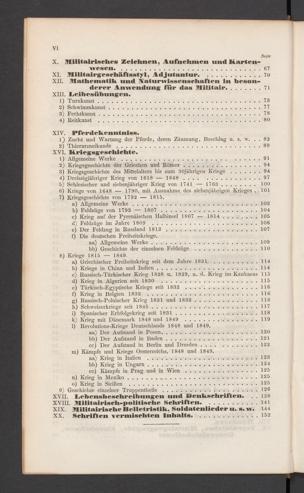 VI
Seite
X. Militairisches Zeichnen, Aufnehmen und Karten-
wesen. 67
XI. Militairgeschäftsstyl, Adjutantur. 70
XII. Mathematik und Naturwissenschaften in beson-
derer Anwendung für das Militair. 71
XIII. Leibesübungen.
1) Turnkunst 73
2) Schwimmkunst 77
3) Fechtkunst 78
4) Reitkunst 80
XIV. Pferdekenntniss.
1) Zucht und Wartung der Pferde, deren Zäumung, Beschlag u. s. w. 82
2) Thierarzneikunde 89
XVI. Kriegsgeschichte.
1) Allgemeine Werke 91
2) Kriegsgeschichte der Griechen und Römer 94
3) Kriegsgeschichte des Mittelalters bis zum 30jährigen Kriege 94
4) Dreissigjähriger Krieg von 1618 — 1648 97
5) Schlesischer und siebenjähriger Krieg von 1741 — 1763 100
6) Kriege von 1648 — 1790, mit Ausnahme des siebenjährigen Krieges 101
7) Kriegsgeschichte von 1792 — 1815.
a) Allgemeine Werke 102
b) Feldzüge von 1792 — 1805 104
c) Krieg auf der Pyrenäischen Halbinsel 1807 — 1814 105
d) Feldzüge im Jahre 1809 106
e) Der Feldzug in Russland 1812 107
f) Die deutschen Freiheitskriege.
aa) Allgemeine Werke 109
bb) Geschichte der einzelnen Feldzüge 110
8) Kriege 1815 — 1849.
a) Griechischer Freiheitskrieg seit dem Jahre 1821. 114
b) Kriege in China und Indien 114
c) Russisch-Türkischer Krieg 1828 u. 1829, u. d. Krieg im Kaukasus 115
d) Krieg in Algerien seit 1830 115
e) Türkisch-Egyptische Kriege seit 1832 116
f) Krieg in Belgien 1832 116
g) Russisch-Polnischer Krieg 1831 und 1832 116
h) Schweizerkriege seit 1845 117
i) Spanischer Erbfolgekrieg seit 1831 118
k) Krieg mit Dänemark 1848 und 1849 119
l) Revolutions-Kriege Deutschlands 1848 und 1849.
aa) Der Aufstand in Posen 120
bb) Der Aufstand in Baden 121
cc) Der Aufstand in Berlin und Dresden 122
m) Kämpfe und Kriege Oesterreichs, 1848 und 1849.
aa) Krieg in Italien 123
bb) Krieg in Ungarn 124
cc) Kämpfe in Prag und in Wien 125
n) Krieg in Mexiko 125
o) Krieg in Sicilien 125
9) Geschichte einzelner Truppentheile 126
XVII. Lebensbeschreibungen und Denkschriften. 130
XVIII. Militairisch-politische Schriften. 141
XIX. Militairische Belletristik, Soldatenlieder u. s. w. 144
XX. Schriften vermischten Inhalts. 152